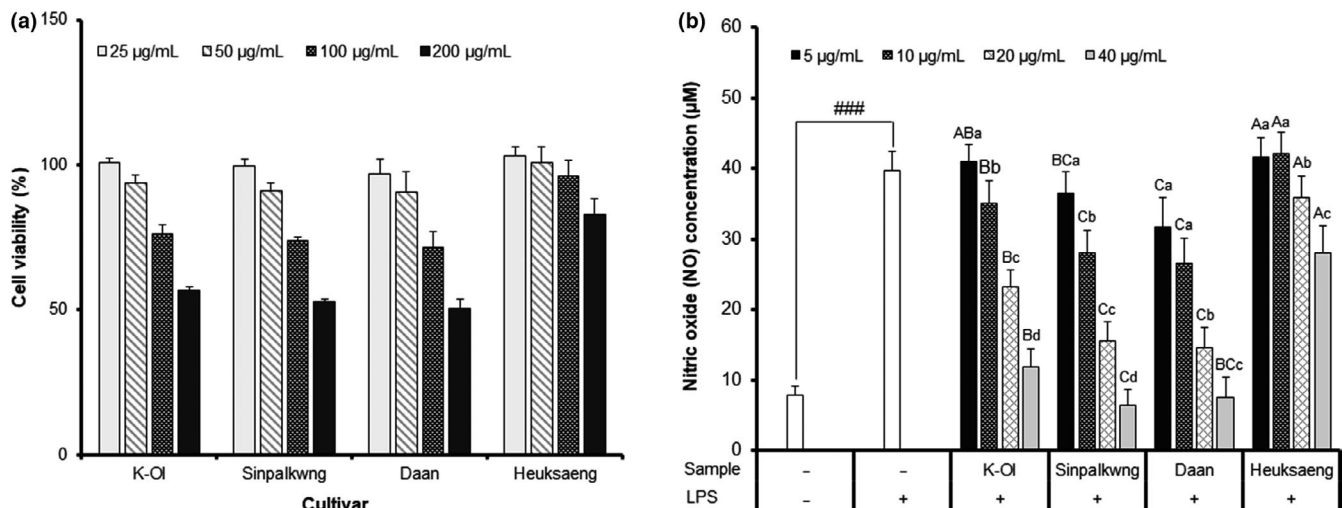 (a)
150
25 µg/mL 50 µg/mL 100 µg/mL 200 µg/mL
100
50
0
Cell viability (%)
K-Ol Sinpalkwng Daan Heuksaeng
Cultivar
(b)
60
5 µg/mL 10 µg/mL 20 µg/mL 40 µg/mL
50
40
30
20
10
0
Nitric oxide (NO) concentration (µM)
###
ABa Bb Bc Bd
BCa Cb Cc Cd
Ca Ca Cb BCc
Aa Aa Ab Ac
Sample – – K-Ol Sinpalkwng Daan Heuksaeng
LPS – + + + + +